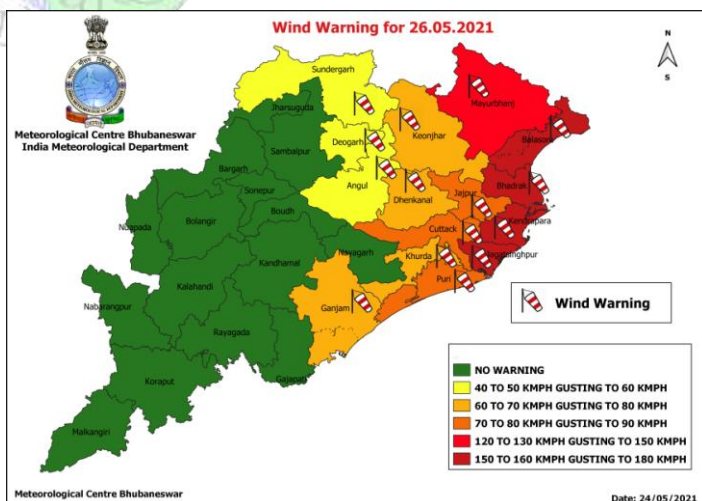 Wind Warning for 26.05.2021
N
S
Meteorological Centre Bhubaneswar
India Meteorological Department
Sundergarh
Jharsuguda
Mayurbhanj
Keonjhar
Balasore
Deogarh
Sambalpur
Bargarh
Angul
Bhadrak
Sonepur
Dhenkanal
Jajpur
Nuapada
Bolangir
Boudh
Cuttack
Kendrapara
Nayagarh
Jagatsinghpur
Kandhamal
Khurda
Kalahandi
Puri
Nabarangpur
Ganjam
Rayagada
Gajapati
Koraput
Malkangiri
Wind Warning
NO WARNING
40 TO 50 KMPH GUSTING TO 60 KMPH
60 TO 70 KMPH GUSTING TO 80 KMPH
70 TO 80 KMPH GUSTING TO 90 KMPH
120 TO 130 KMPH GUSTING TO 150 KMPH
150 TO 160 KMPH GUSTING TO 180 KMPH
Meteorological Centre Bhubaneswar
Date: 24/05/2021